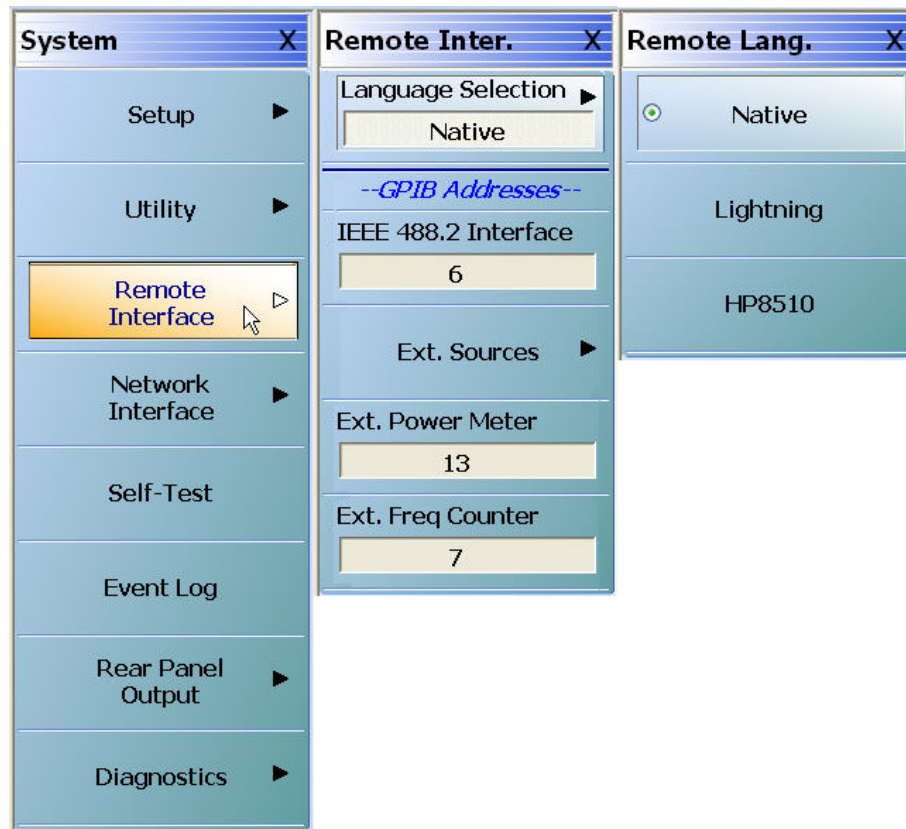 System X
Setup
Utility
Remote
Interface
Network
Interface
Self-Test
Event Log
Rear Panel
Output
Diagnostics
Remote Inter. X
Language Selection
Native
--GPIB Addresses--
IEEE 488.2 Interface
6
Ext. Sources
Ext. Power Meter
13
Ext. Freq Counter
7
Remote Lang. X
Native
Lightning
HP8510